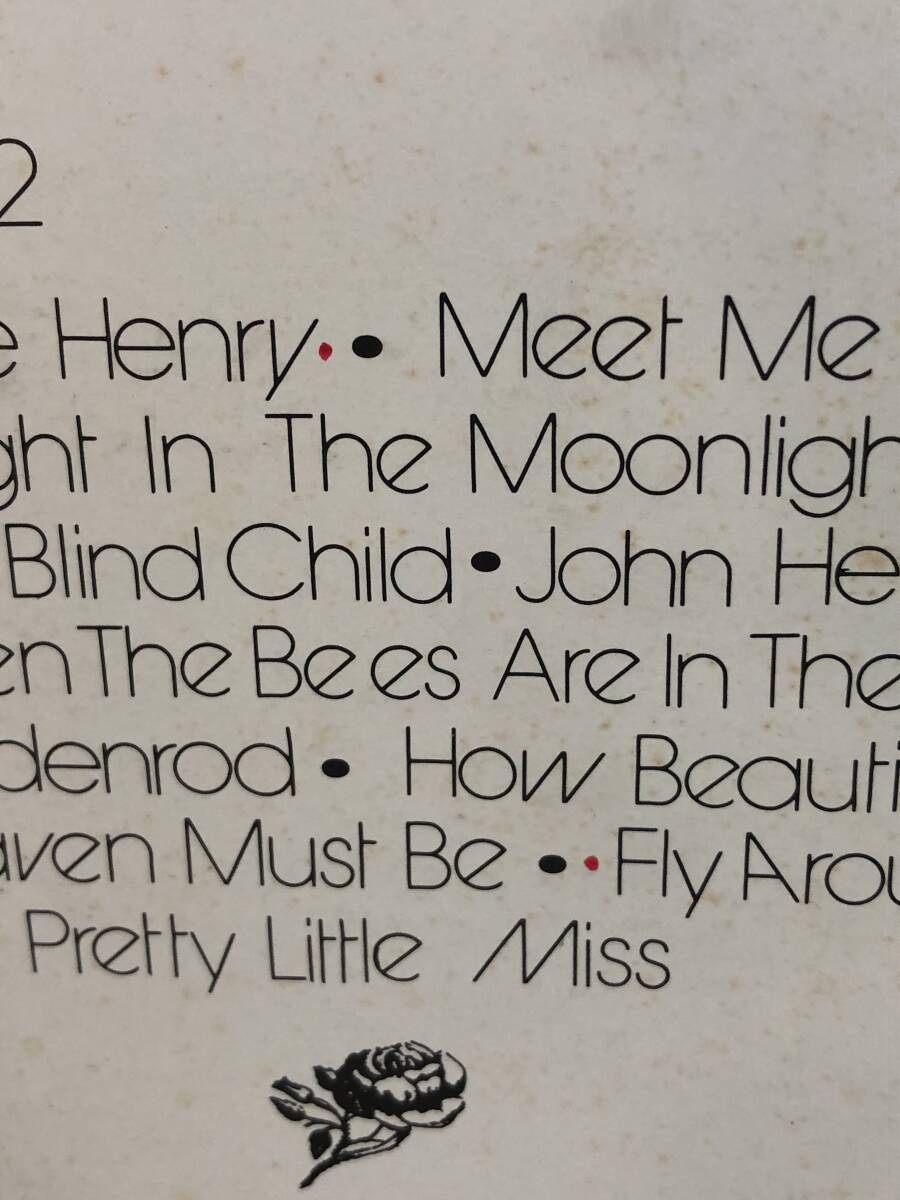 2
e Henry • Meet Me
ght In The Moonligh
Blind Child • John He
en The Bees Are In The
denrod • How Beauti
aven Must Be • Fly Arou
Pretty Little Miss